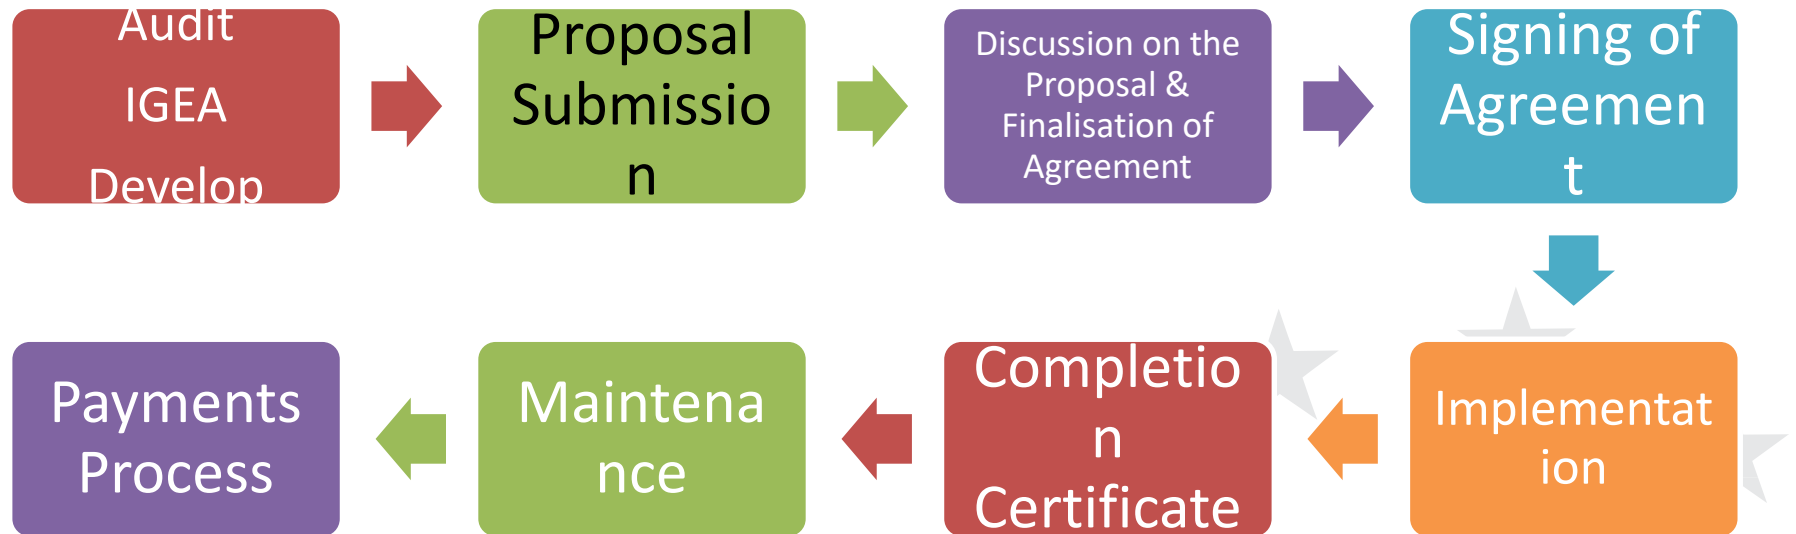 Audit
IGEA
Develop
Proposal
Submissio
n
Discussion on the
Proposal &
Finalisation of
Agreement
Signing of
Agreemen
t
Implementat
ion
Completio
n
Certificate
Maintena
nce
Payments
Process